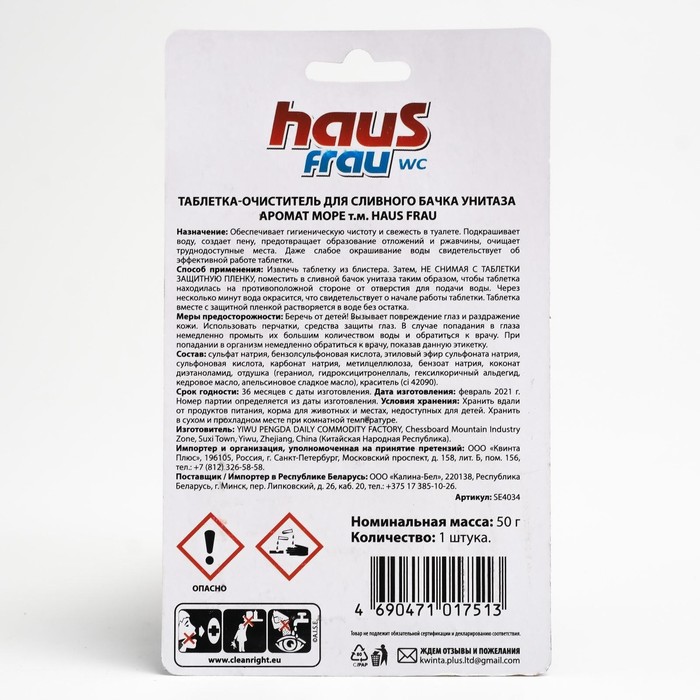 haus
frau wc
ТАБЛЕТКА-ОЧИСТИТЕЛЬ ДЛЯ СЛИВНОГО БАЧКА УНИТАЗА
АРОМАТ МОРЕ т.м. HAUS FRAU
Назначение: Обеспечивает гигиеническую чистоту и свежесть в туалете. Подкрашивает
воду, создает пену, предотвращает образование отложений и ржавчины, очищает
труднодоступные места. Даже слабое окрашивание воды свидетельствует об
эффективной работе таблетки.
Способ применения: Извлечь таблетку из блистера. Затем, НЕ СНИМАЯ С ТАБЛЕТКИ
ЗАЩИТНУЮ ПЛЕНКУ, поместить в сливной бачок унитаза таким образом, чтобы таблетка
находилась на противоположной стороне от отверстия для подачи воды. Через
несколько минут вода окрасится, что свидетельствует о начале работы таблетки. Таблетка
вместе с защитной пленкой растворяется в воде без остатка.
Меры предосторожности: Беречь от детей! Вызывает повреждение глаз и раздражение
кожи. Использовать перчатки, средства защиты глаз. В случае попадания в глаза
немедленно промыть их большим количеством воды и обратиться к врачу. При
попадании в организм немедленно обратиться к врачу, показав данную этикетку.
Состав: сульфат натрия, бензолсульфоновая кислота, этиловый эфир сульфоната натрия,
сульфоновая кислота, карбонат натрия, метилцеллюлоза, бензоат натрия, коконат
диэтаноламид, отдушка (гераниол, гидроксицитронеллаль, гексилкоричный альдегид,
кедровое масло, апельсиновое сладкое масло), краситель (ci 42090).
Срок годности: 36 месяцев с даты изготовления. Дата изготовления: февраль 2021 г.
Номер партии определяется из даты изготовления. Условия хранения: Хранить вдали
от продуктов питания, корма для животных и местах, недоступных для детей. Хранить
в сухом и прохладном месте при комнатной температуре.
Изготовитель: YIWU PENGDA DAILY COMMODITY FACTORY, Chessboard Mountain Industry
Zone, Suxi Town, Yiwu, Zhejiang, China (Китайская Народная Республика).
Импортер и организация, уполномоченная на принятие претензий: ООО «Квинта
Плюс», 196105, Россия, г. Санкт-Петербург, Московский проспект, д. 158, лит. Б, пом. 156,
тел.: +7 (812) 326-58-58.
Поставщик / Импортер в Республике Беларусь: ООО «Калина-Бел», 220138, Республика
Беларусь, г. Минск, пер. Липковский, д. 26, каб. 20, тел.: +375 17 385-10-26.
Артикул: SE4034
Номинальная масса: 50 г
Количество: 1 штука.
ОПАСНО
4 690471 017513
©A.I.S.E.
www.cleanright.eu
Товар не подлежит обязательной сертификации и декларированию соответствия.
80
C/PAP
ЖДЕМ ОТЗЫВЫ И ПОЖЕЛАНИЯ
kwinta.plus.ltd@gmail.com